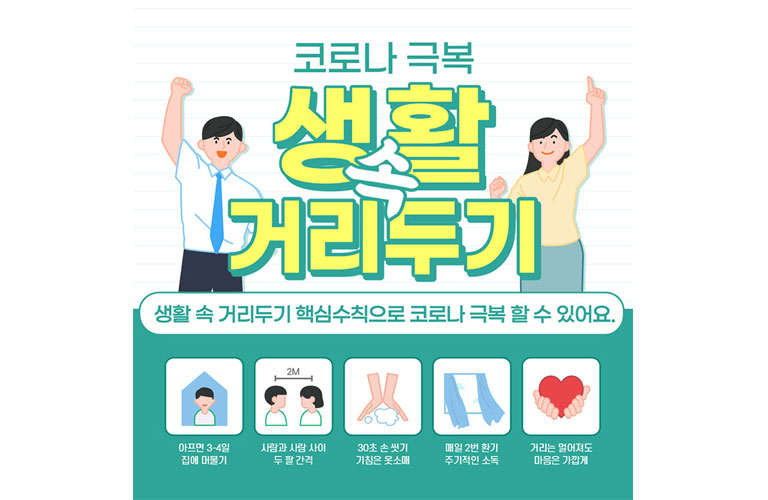 코로나 극복
생활
속
거리두기
생활 속 거리두기 핵심수칙으로 코로나 극복 할 수 있어요.
2M
아프면 3-4일
집에 머물기
사람과 사람 사이
두 팔 간격
30초 손 씻기
기침은 옷소매
매일 2번 환기
주기적인 소독
거리는 멀어져도
마음은 가깝게